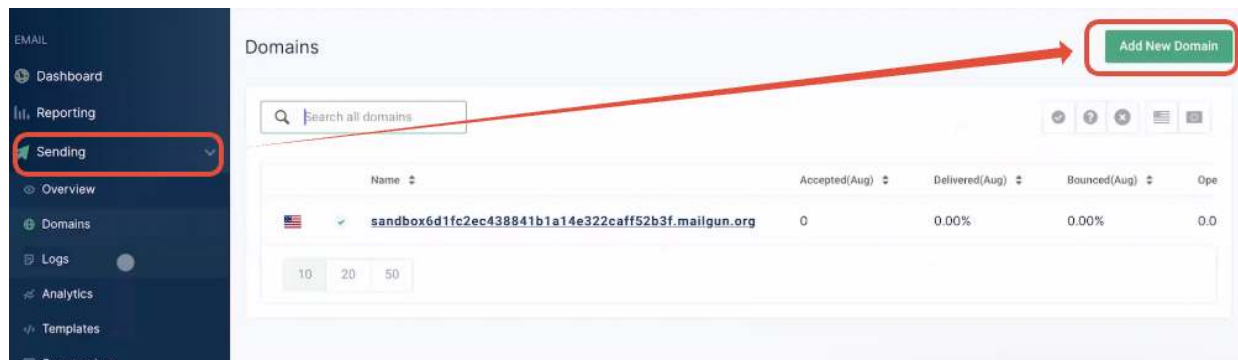 EMAIL
Dashboard
Reporting
Sending
Overview
Domains
Logs
Analytics
Templates
Domains
Add New Domain
Search all domains
Name Accepted(Aug) Delivered(Aug) Bounced(Aug) Ope
sandbox6d1fc2ec438841b1a14e322caff52b3f.mailgun.org 0 0.00% 0.00% 0.0
10 20 50